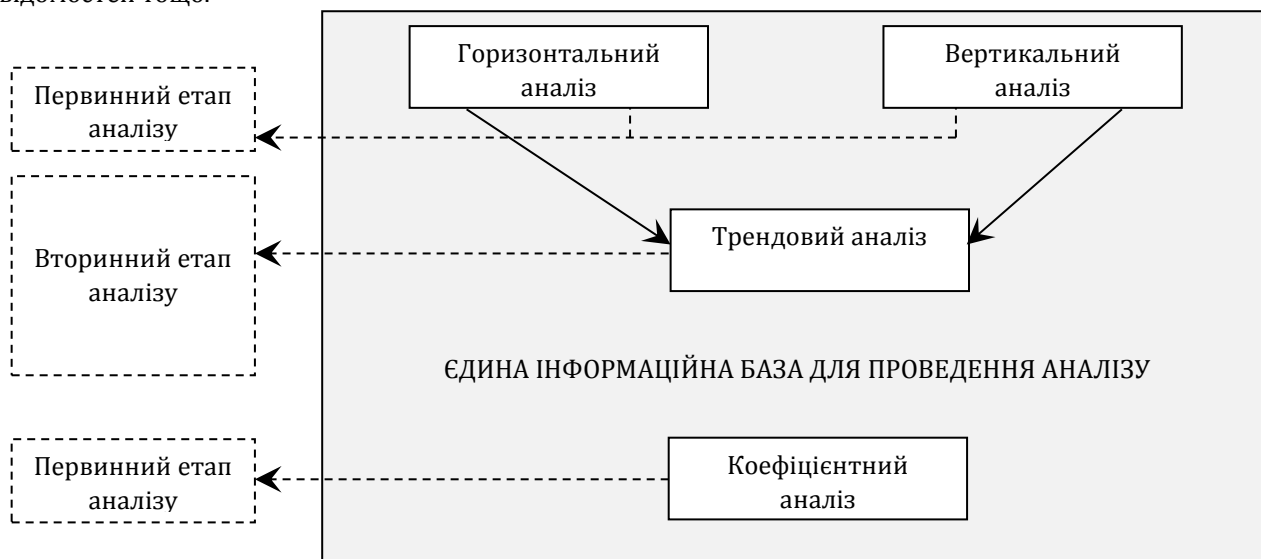 тощо.
Горизонтальний
аналіз
Вертикальний
аналіз
Первинний етап
аналізу
Трендовий аналіз
Вторинний етап
аналізу
ЄДИНА ІНФОРМАЦІЙНА БАЗА ДЛЯ ПРОВЕДЕННЯ АНАЛІЗУ
Первинний етап
аналізу
Коефіцієнтний
аналіз